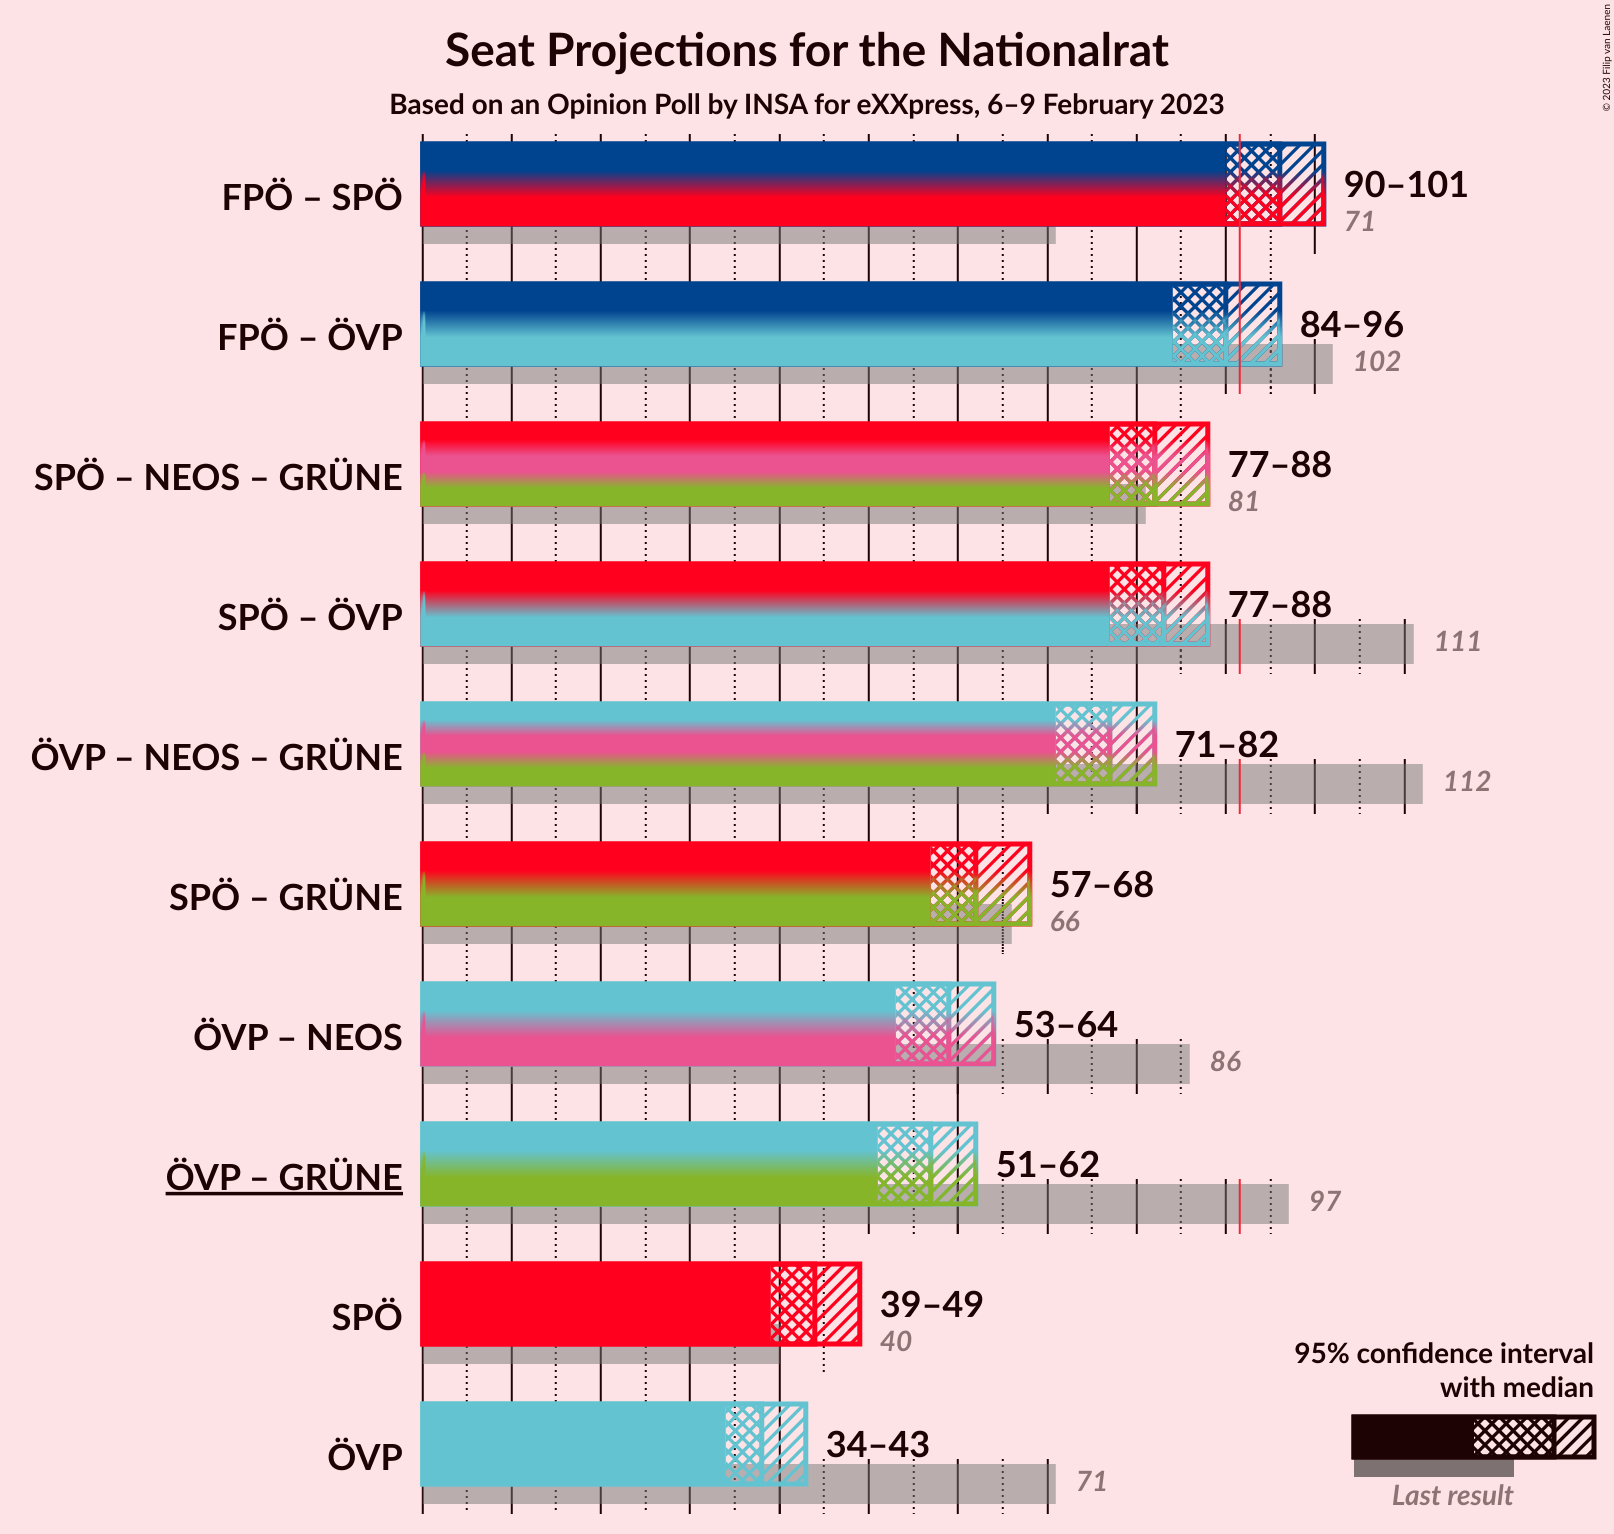 Seat Projections for the Nationalrat
Based on an Opinion Poll by INSA for eXXpress, 6–9 February 2023
© 2023 Filip van Laenen
FPÖ – SPÖ
90–101
71
FPÖ – ÖVP
84–96
102
SPÖ – NEOS – GRÜNE
77–88
81
SPÖ – ÖVP
77–88
111
ÖVP – NEOS – GRÜNE
71–82
112
SPÖ – GRÜNE
57–68
66
ÖVP – NEOS
53–64
86
ÖVP – GRÜNE
51–62
97
SPÖ
39–49
40
ÖVP
34–43
71
95% confidence interval
with median
Last result